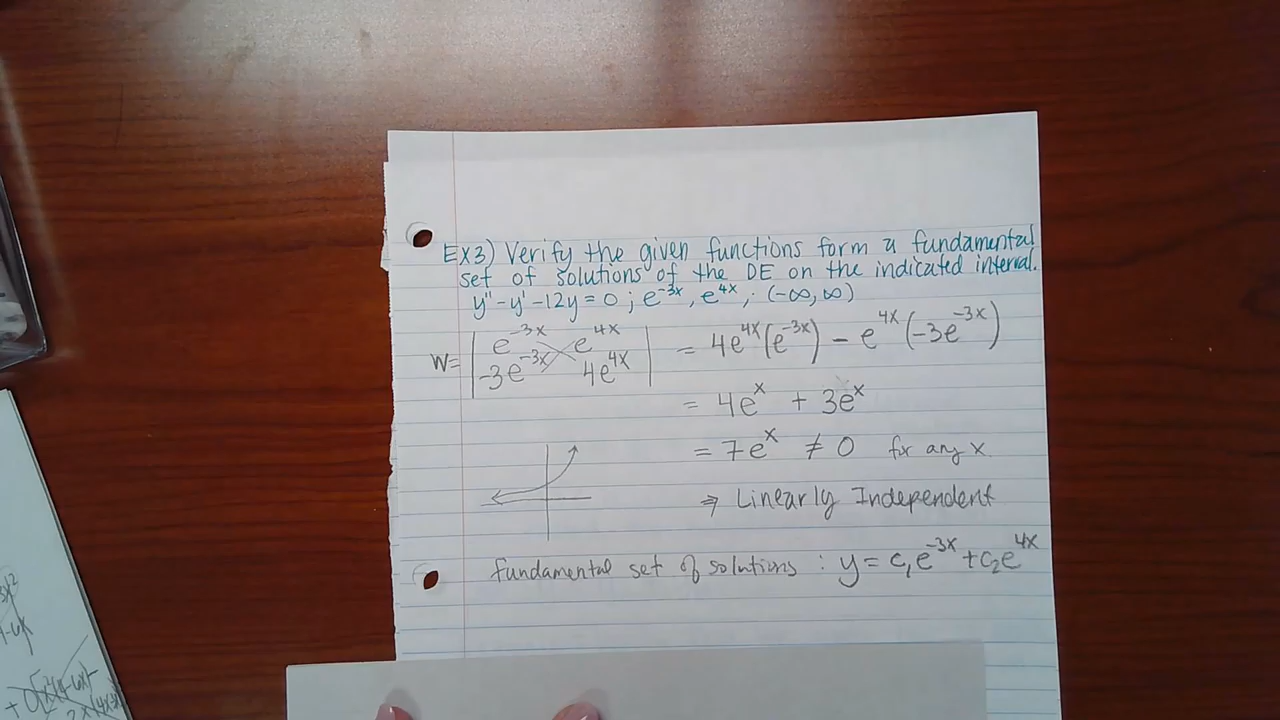 EX3) Verify the given functions form a fundamental
set of solutions of the DE on the indicated interval.
y'' - y' - 12y = 0 ; e^{-3x}, e^{4x}, (-∞, ∞)
W = | e^{-3x} e^{4x} | = 4e^{4x}(e^{-3x}) - e^{4x}(-3e^{-3x})
| -3e^{-3x} 4e^{4x} |
= 4e^x + 3e^x
= 7e^x ≠ 0 for any x
⇒ Linearly Independent
fundamental set of solutions : y = c₁e^{-3x} + c₂e^{4x}